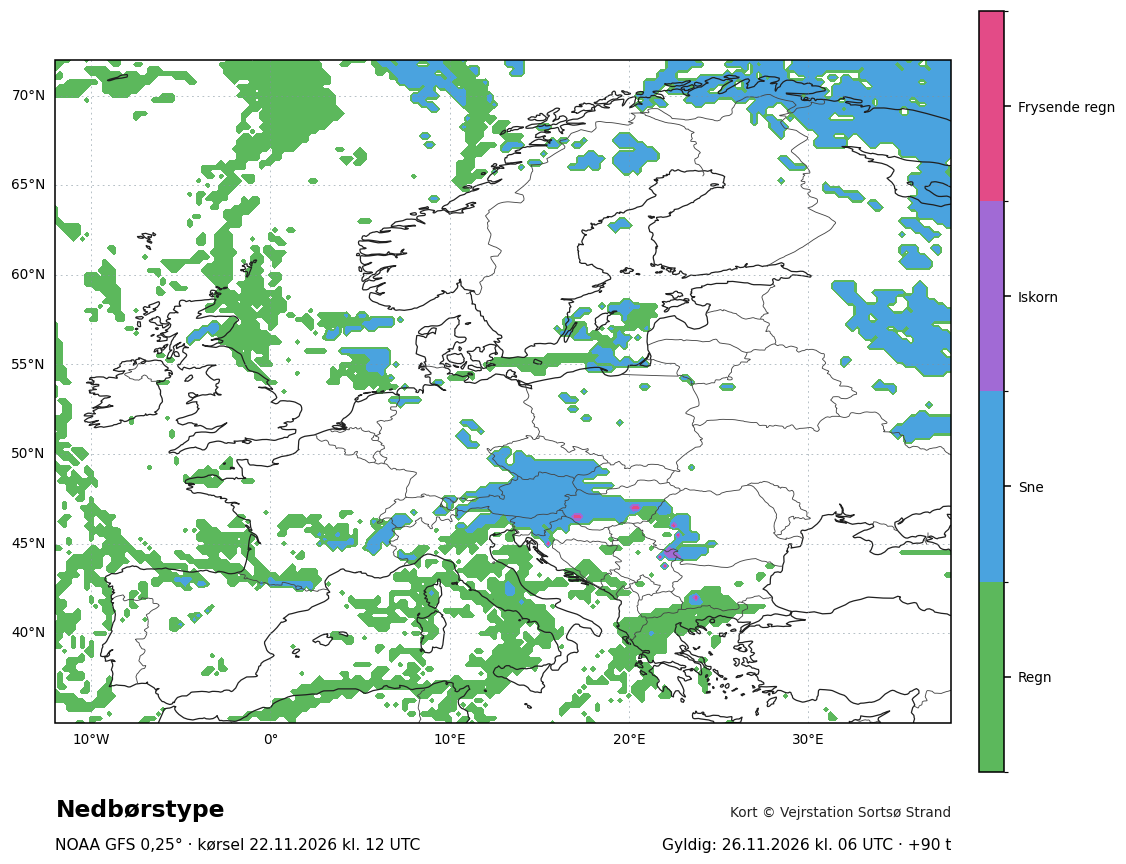 Frysende regn
Iskorn
Sne
Regn
70°N
65°N
60°N
55°N
50°N
45°N
40°N
10°W 0° 10°E 20°E 30°E
Nedbørstype
Kort © Vejrstation Sortsø Strand
NOAA GFS 0,25° · kørsel 22.11.2026 kl. 12 UTC
Gyldig: 26.11.2026 kl. 06 UTC · +90 t